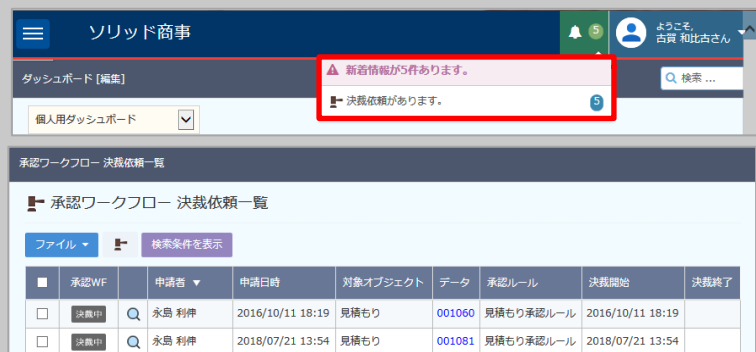 ソリッド商事
5
ようこそ,
古賀 和比古さん
新着情報が5件あります。
ダッシュボード [編集]
検索 ...
決裁依頼があります。
5
個人用ダッシュボード
承認ワークフロー 決裁依頼一覧
承認ワークフロー 決裁依頼一覧
ファイル
検索条件を表示
承認WF 申請者 ▼ 申請日時 対象オブジェクト データ 承認ルール 決裁開始 決裁終了
決裁中 永島 利伸 2016/10/11 18:19 見積もり 001060 見積もり承認ルール 2016/10/11 18:19
決裁中 永島 利伸 2018/07/21 13:54 見積もり 001081 見積もり承認ルール 2018/07/21 13:54